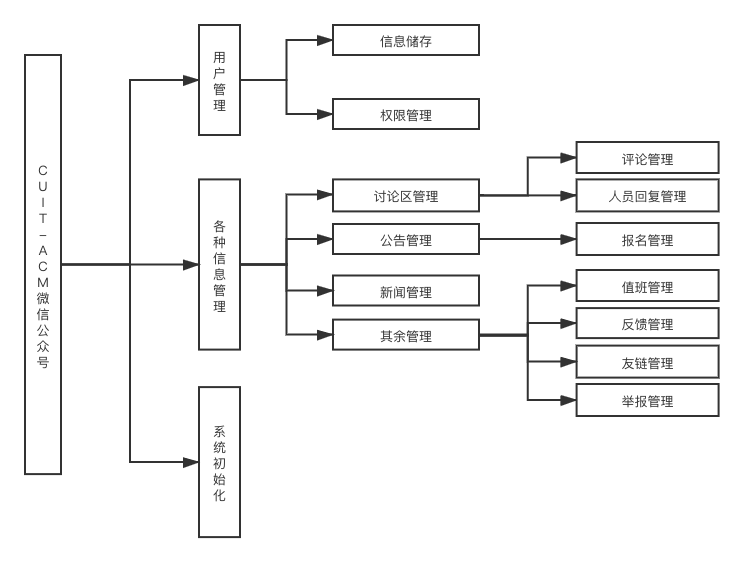 CUIT-ACM微信公众号
用户管理
信息储存
权限管理
各种信息管理
讨论区管理
评论管理
人员回复管理
公告管理
报名管理
新闻管理
其余管理
值班管理
反馈管理
友链管理
举报管理
系统初始化